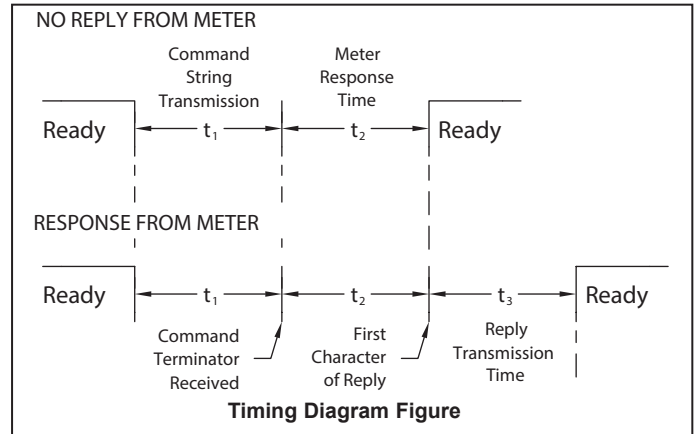 NO REPLY FROM METER
Command
String
Transmission
Meter
Response
Time
Ready
t₁
t₂
Ready
RESPONSE FROM METER
Ready
t₁
t₂
t₃
Ready
Command
Terminator
Received
First
Character
of Reply
Reply
Transmission
Time
Timing Diagram Figure